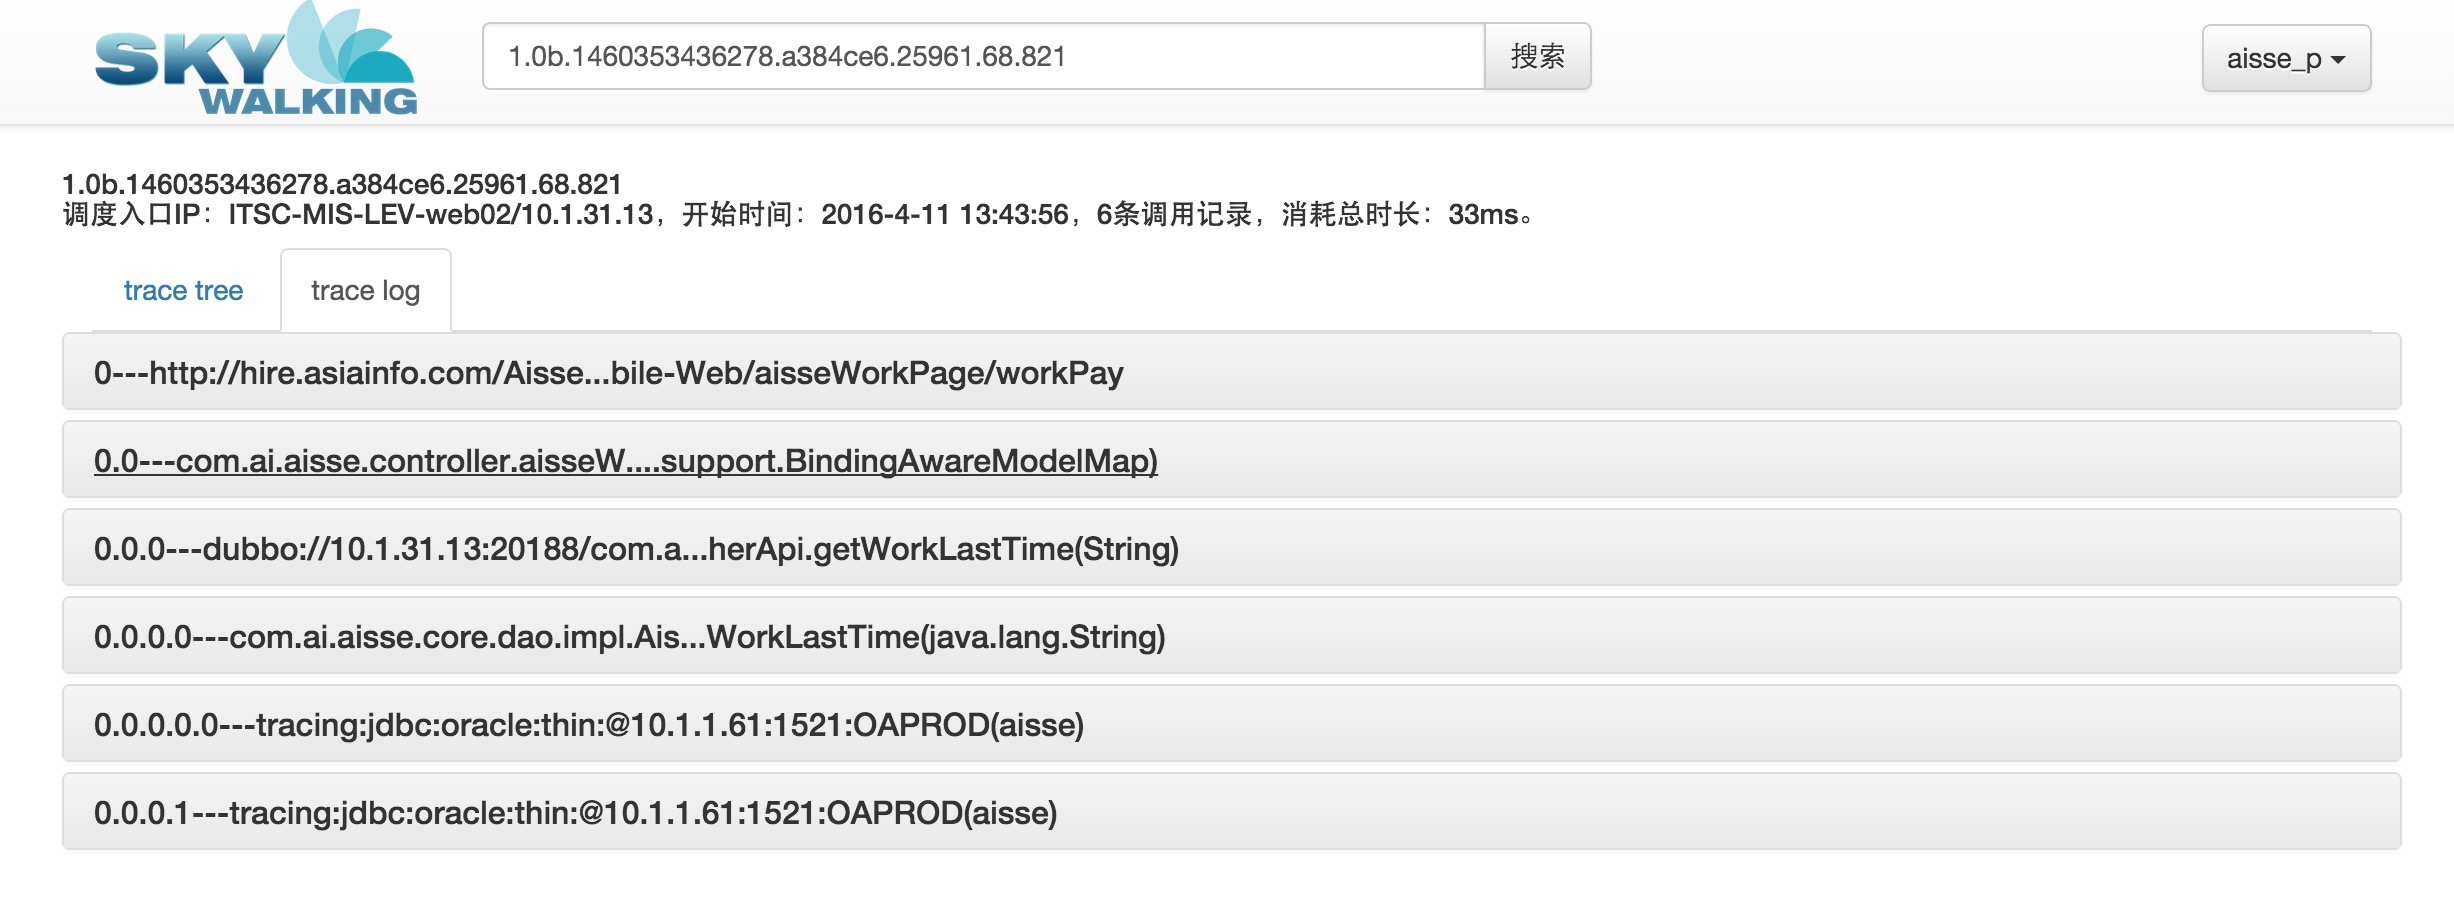 SKY
WALKING
1.0b.1460353436278.a384ce6.25961.68.821
搜索
aisse_p
1.0b.1460353436278.a384ce6.25961.68.821
调度入口IP：ITSC-MIS-LEV-web02/10.1.31.13，开始时间：2016-4-11 13:43:56，6条调用记录，消耗总时长：33ms。
trace tree
trace log
0---http://hire.asiainfo.com/Aisse...bile-Web/aisseWorkPage/workPay
0.0---com.ai.aisse.controller.aisseW....support.BindingAwareModelMap)
0.0.0---dubbo://10.1.31.13:20188/com.a...herApi.getWorkLastTime(String)
0.0.0.0---com.ai.aisse.core.dao.impl.Ais...WorkLastTime(java.lang.String)
0.0.0.0.0---tracing:jdbc:oracle:thin:@10.1.1.61:1521:OAPROD(aisse)
0.0.0.1---tracing:jdbc:oracle:thin:@10.1.1.61:1521:OAPROD(aisse)